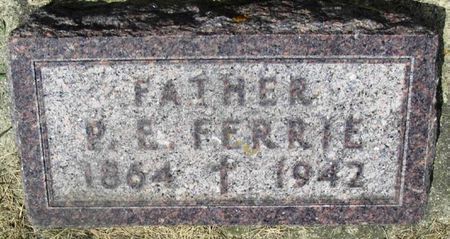 FATHER
P. E. FERRIE
1864 † 1942